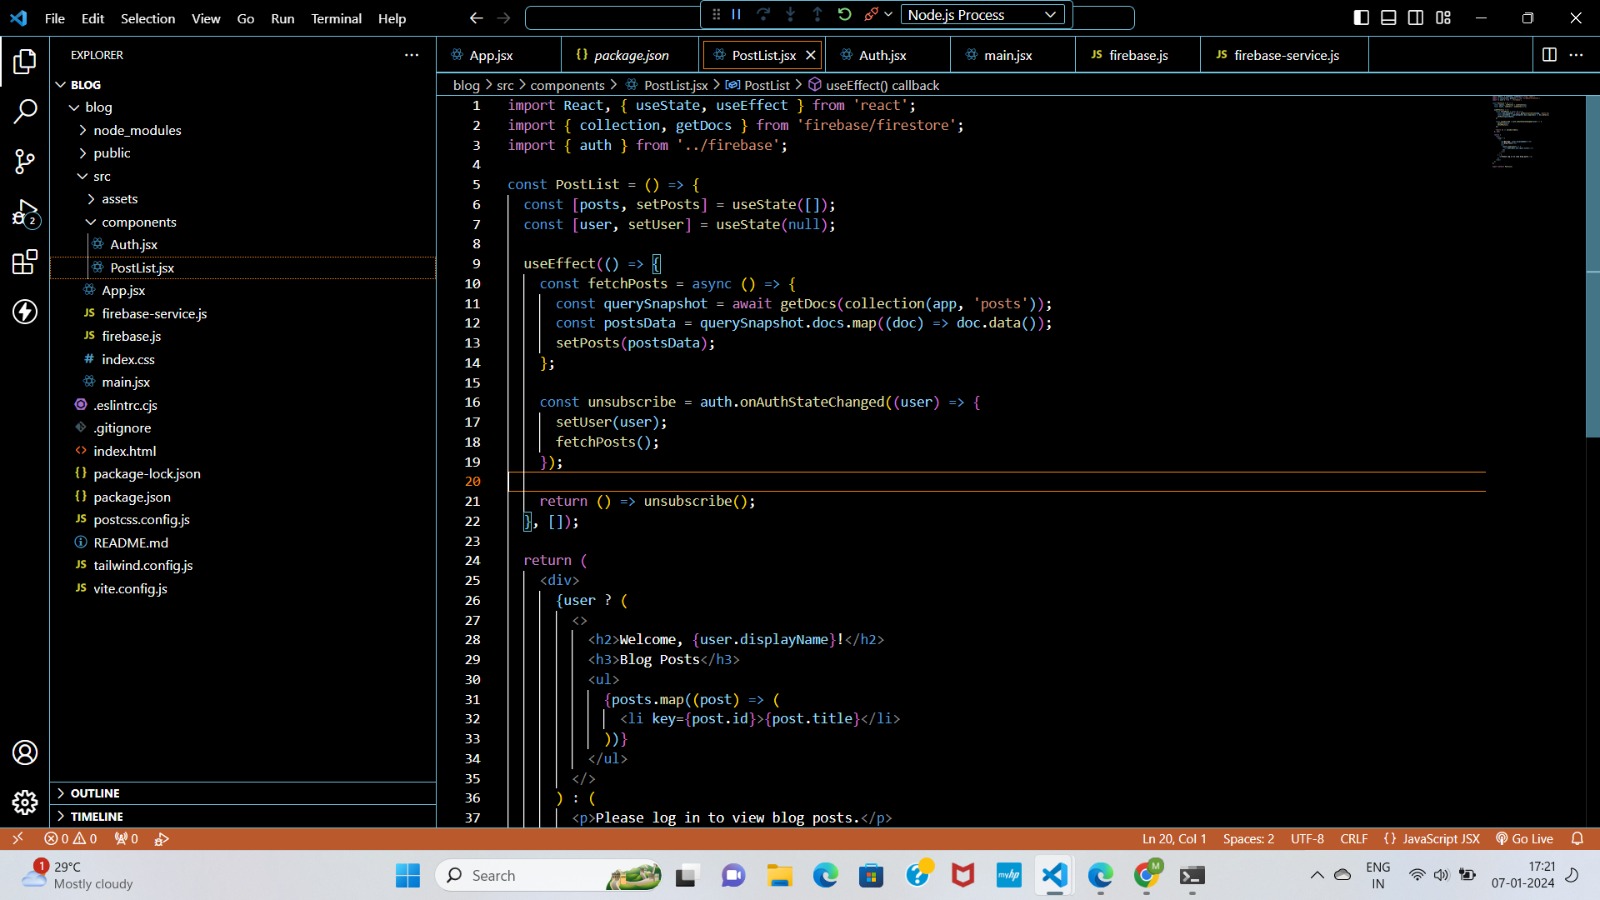 File Edit Selection View Go Run Terminal Help
Node.js Process
EXPLORER
App.jsx
package.json
PostList.jsx
Auth.jsx
main.jsx
JS firebase.js
JS firebase-service.js
BLOG
blog
node_modules
public
src
assets
components
Auth.jsx
PostList.jsx
App.jsx
JS firebase-service.js
JS firebase.js
# index.css
main.jsx
.eslintrc.cjs
.gitignore
index.html
package-lock.json
package.json
JS postcss.config.js
README.md
JS tailwind.config.js
JS vite.config.js
OUTLINE
TIMELINE
2
blog > src > components > PostList.jsx > PostList > useEffect() callback
1 import React, { useState, useEffect } from 'react';
2 import { collection, getDocs } from 'firebase/firestore';
3 import { auth } from '../firebase';
4
5 const PostList = () => {
6 const [posts, setPosts] = useState([]);
7 const [user, setUser] = useState(null);
8
9 useEffect(() => {
10 const fetchPosts = async () => {
11 const querySnapshot = await getDocs(collection(app, 'posts'));
12 const postsData = querySnapshot.docs.map((doc) => doc.data());
13 setPosts(postsData);
14 };
15
16 const unsubscribe = auth.onAuthStateChanged((user) => {
17 setUser(user);
18 fetchPosts();
19 });
20
21 return () => unsubscribe();
22 }, []);
23
24 return (
25 <div>
26 {user ? (
27 <>
28 <h2>Welcome, {user.displayName}!</h2>
29 <h3>Blog Posts</h3>
30 <ul>
31 {posts.map((post) => (
32 <li key={post.id}>{post.title}</li>
33 ))}
34 </ul>
35 </>
36 ) : (
37 <p>Please log in to view blog posts.</p>
0 0 0
Ln 20, Col 1 Spaces: 2 UTF-8 CRLF {} JavaScript JSX Go Live
1
29°C
Mostly cloudy
Search
myhp
M
ENG
IN
17:21
07-01-2024